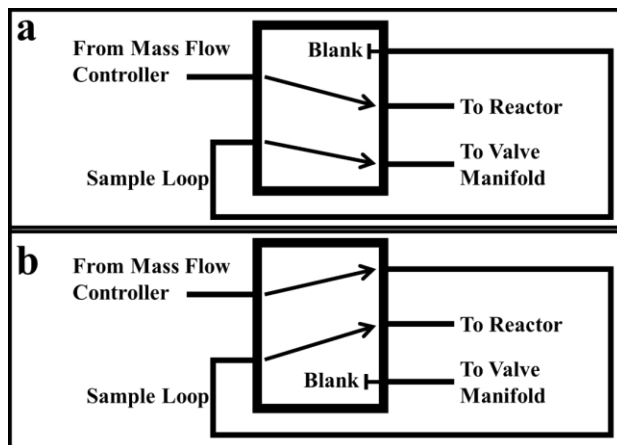 a
From Mass Flow
Controller
Blank
To Reactor
To Valve
Manifold
Sample Loop
b
From Mass Flow
Controller
To Reactor
Blank
To Valve
Manifold
Sample Loop